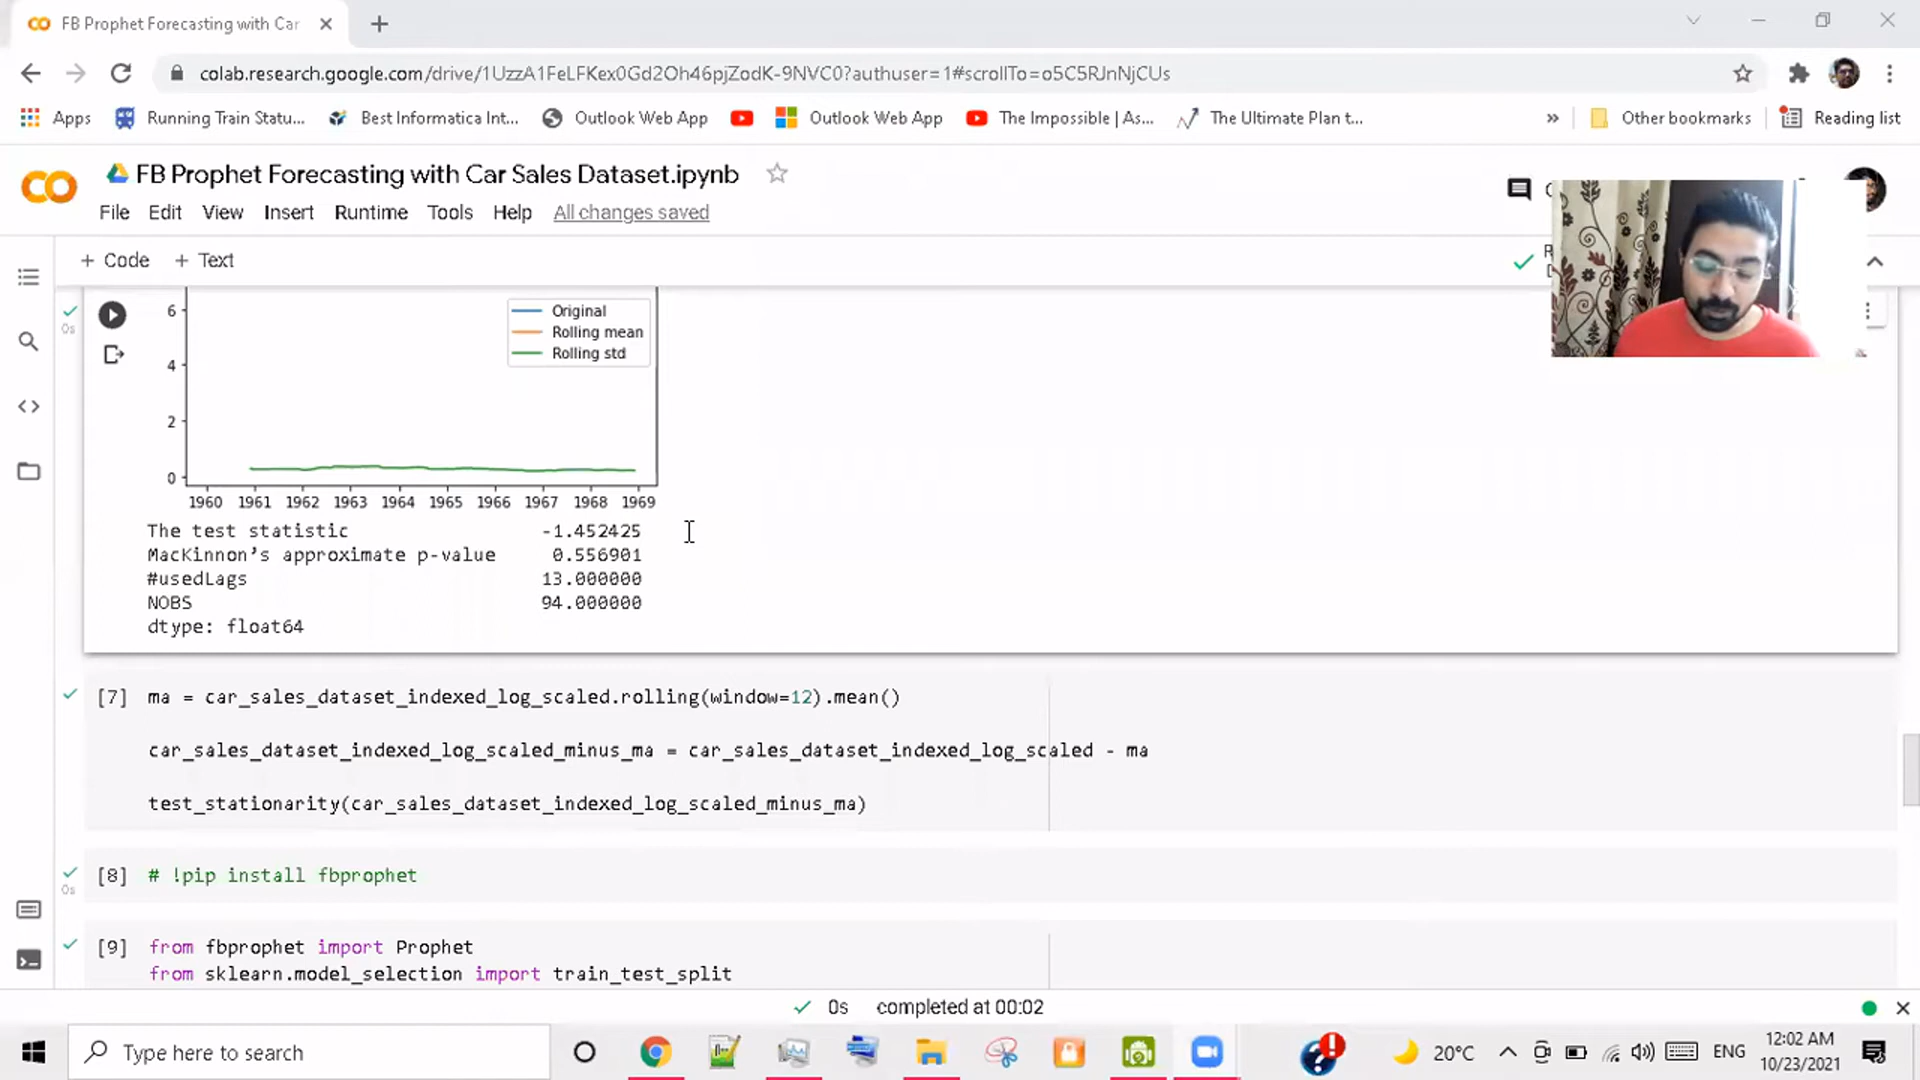 FB Prophet Forecasting with Car
colab.research.google.com/drive/1UzzA1FeLFKex0Gd2Oh46pjZodK-9NVC0?authuser=1#scrollTo=o5C5RJnNjCUs
Apps Running Train Statu... Best Informatica Int... Outlook Web App Outlook Web App The Impossible | As... The Ultimate Plan t... » Other bookmarks Reading list
FB Prophet Forecasting with Car Sales Dataset.ipynb
File Edit View Insert Runtime Tools Help All changes saved
+ Code + Text
6
4
2
0
Original
Rolling mean
Rolling std
1960 1961 1962 1963 1964 1965 1966 1967 1968 1969
The test statistic -1.452425
MacKinnon's approximate p-value 0.556901
#usedLags 13.000000
NOBS 94.000000
dtype: float64
0s
[7] ma = car_sales_dataset_indexed_log_scaled.rolling(window=12).mean()
car_sales_dataset_indexed_log_scaled_minus_ma = car_sales_dataset_indexed_log_scaled - ma
test_stationarity(car_sales_dataset_indexed_log_scaled_minus_ma)
[8] # !pip install fbprophet
0s
[9] from fbprophet import Prophet
from sklearn.model_selection import train_test_split
0s completed at 00:02
Type here to search
20°C
ENG
12:02 AM
10/23/2021